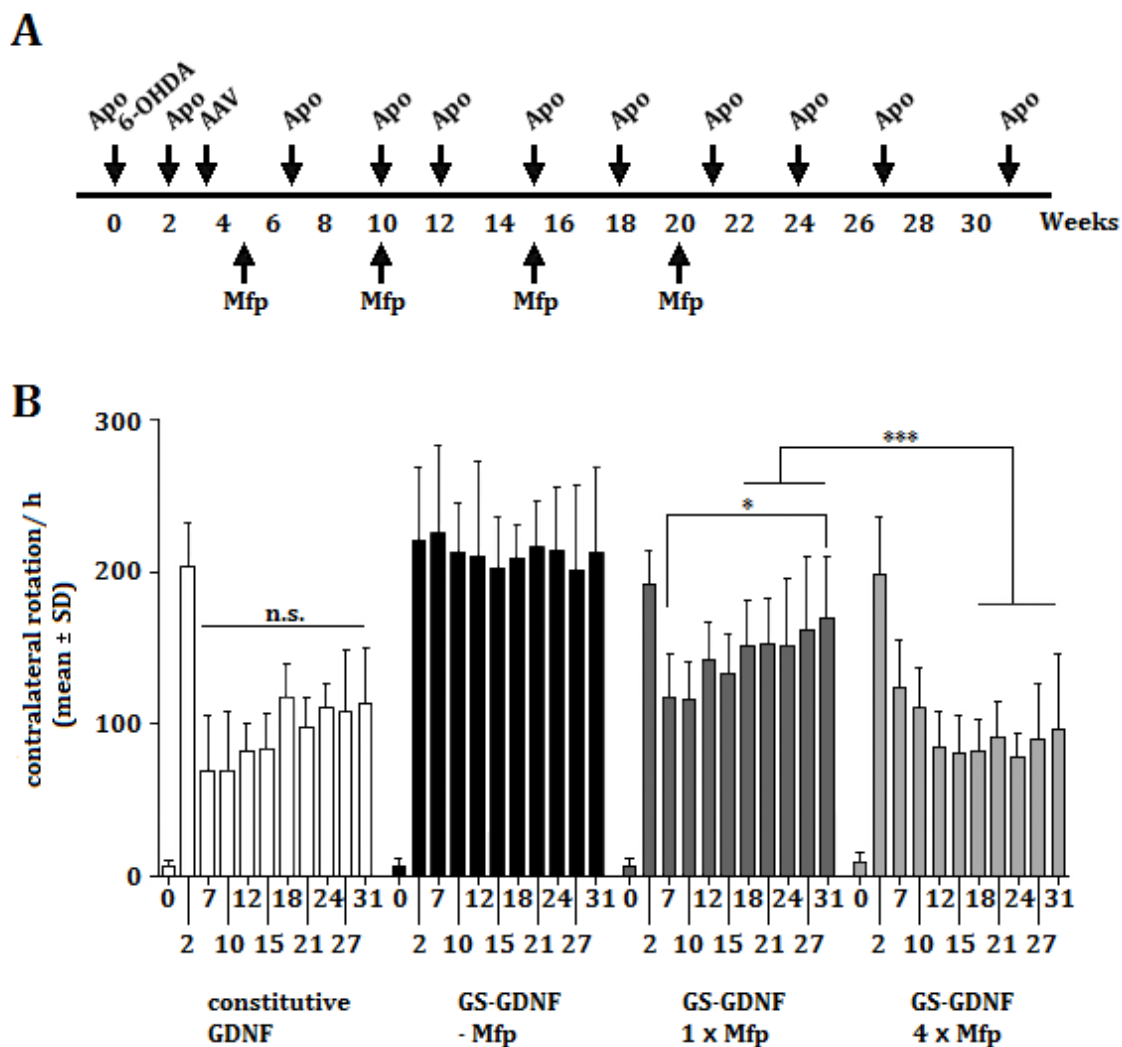 A
Apo 6-OHDA Apo AAV Apo Apo Apo Apo Apo Apo Apo Apo Apo
0 2 4 6 8 10 12 14 16 18 20 22 24 26 28 30 Weeks
Mfp Mfp Mfp Mfp
B
contralateral rotation/ h
(mean ± SD)
300
200
100
0
n.s.
*
***
0 7 12 18 24 31 0 7 12 18 24 31 0 7 12 18 24 31 0 7 12 18 24 31
2 10 15 21 27 2 10 15 21 27 2 10 15 21 27 2 10 15 21 27
constitutive GS-GDNF GS-GDNF GS-GDNF
GDNF - Mfp 1 x Mfp 4 x Mfp